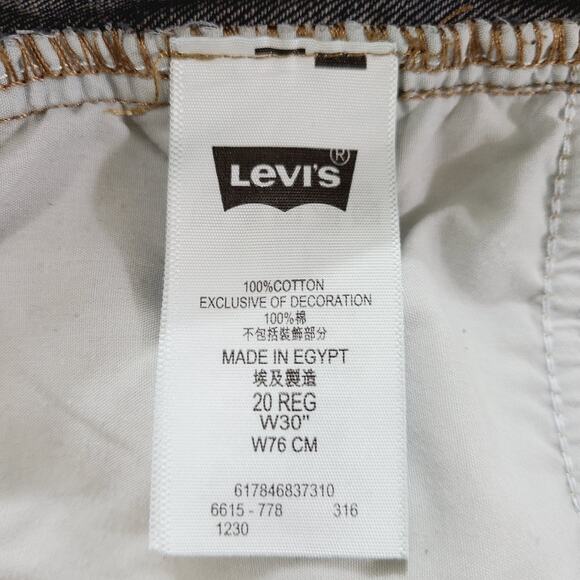 Levi's®
100%COTTON
EXCLUSIVE OF DECORATION
100%棉
不包括裝飾部分
MADE IN EGYPT
埃及製造
20 REG
W30"
W76 CM
617846837310
6615 - 778 316
1230